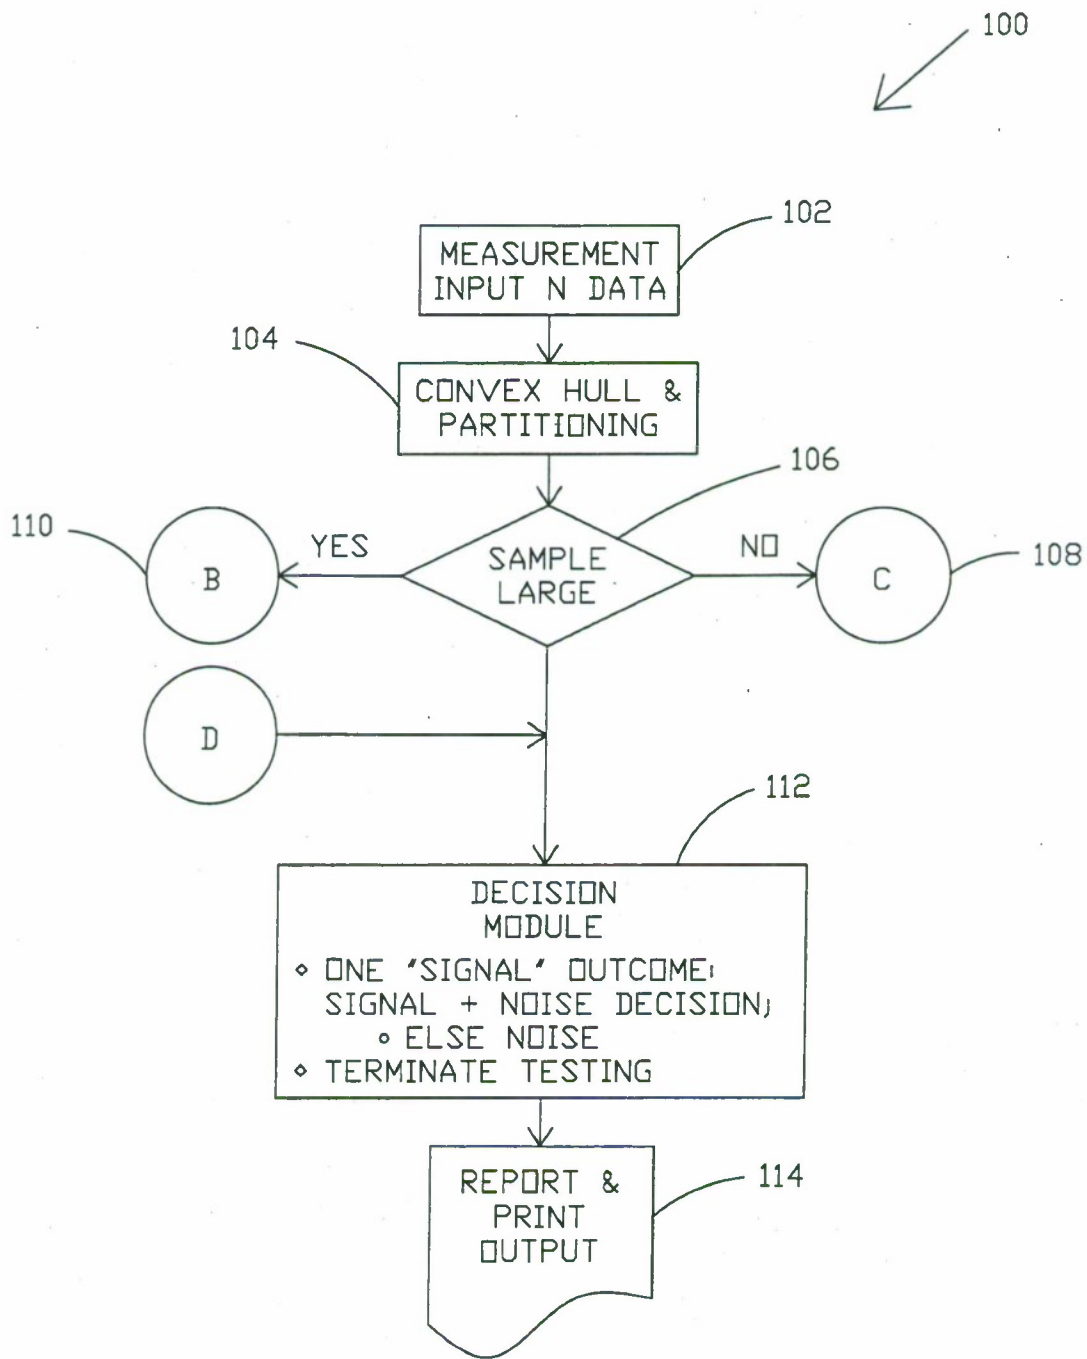 100
102
MEASUREMENT
INPUT N DATA
104
CONVEX HULL &
PARTITIONING
106
110
YES
NO
B
SAMPLE
LARGE
C
108
D
112
DECISION
MODULE
◇ ONE "SIGNAL" OUTCOME:
SIGNAL + NOISE DECISION;
○ ELSE NOISE
◇ TERMINATE TESTING
REPORT &
PRINT
OUTPUT
114